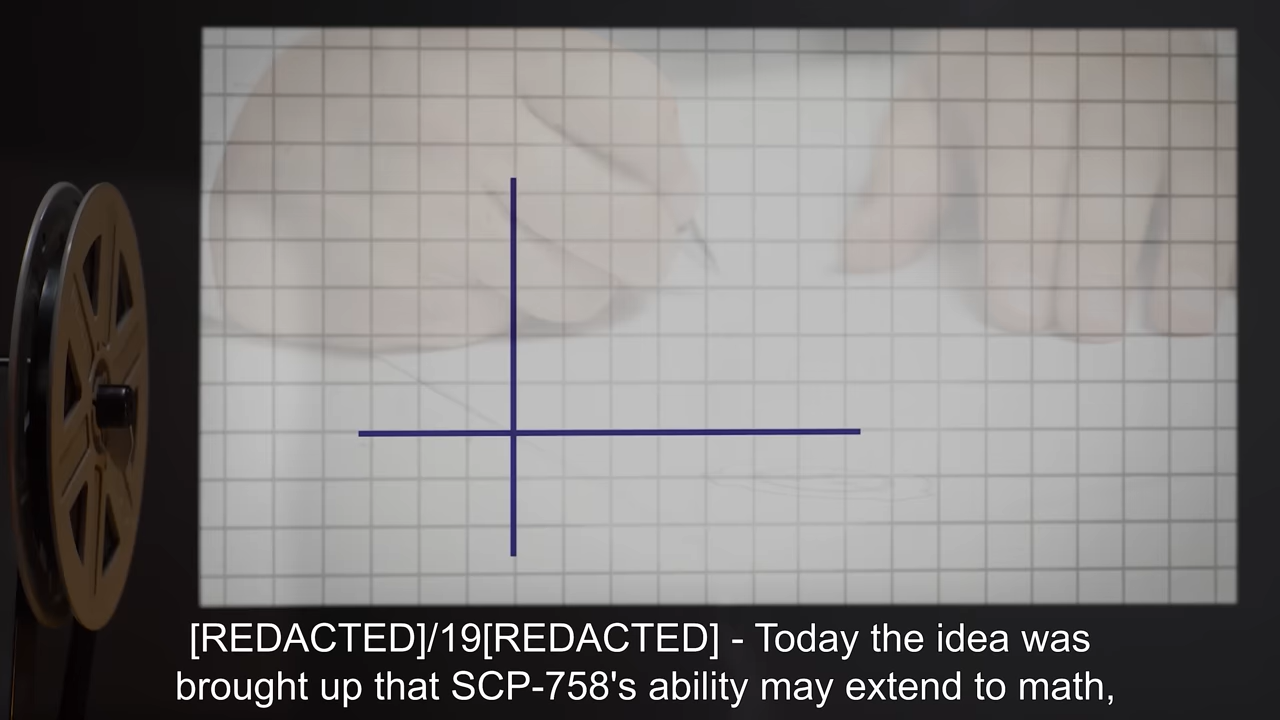 [REDACTED]/19[REDACTED] - Today the idea was
brought up that SCP-758's ability may extend to math,